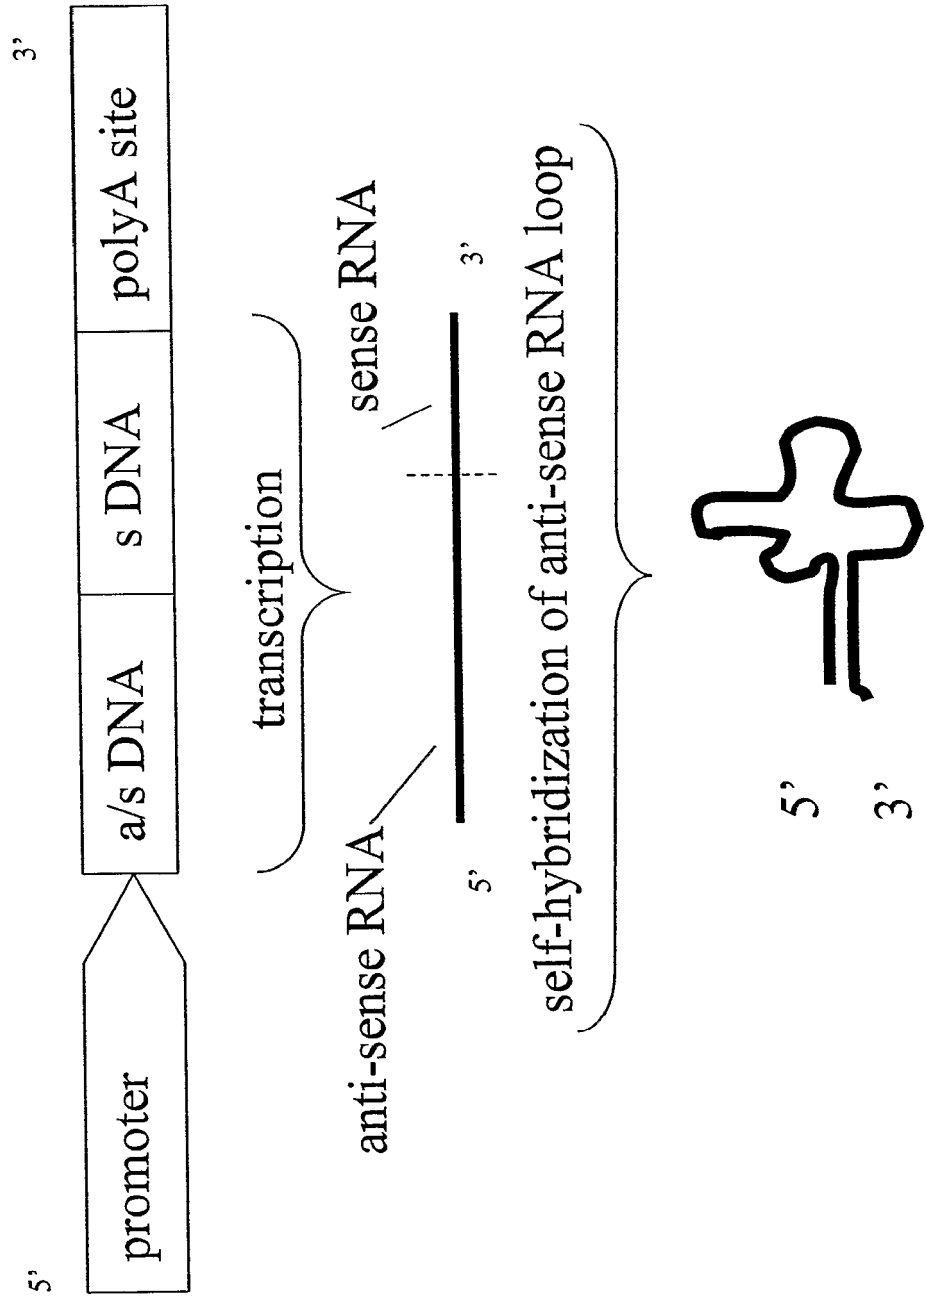 5’ 3’
promoter a/s DNA s DNA polyA site
transcription
anti-sense RNA sense RNA
5’ 3’
self-hybridization of anti-sense RNA loop
5’
3’